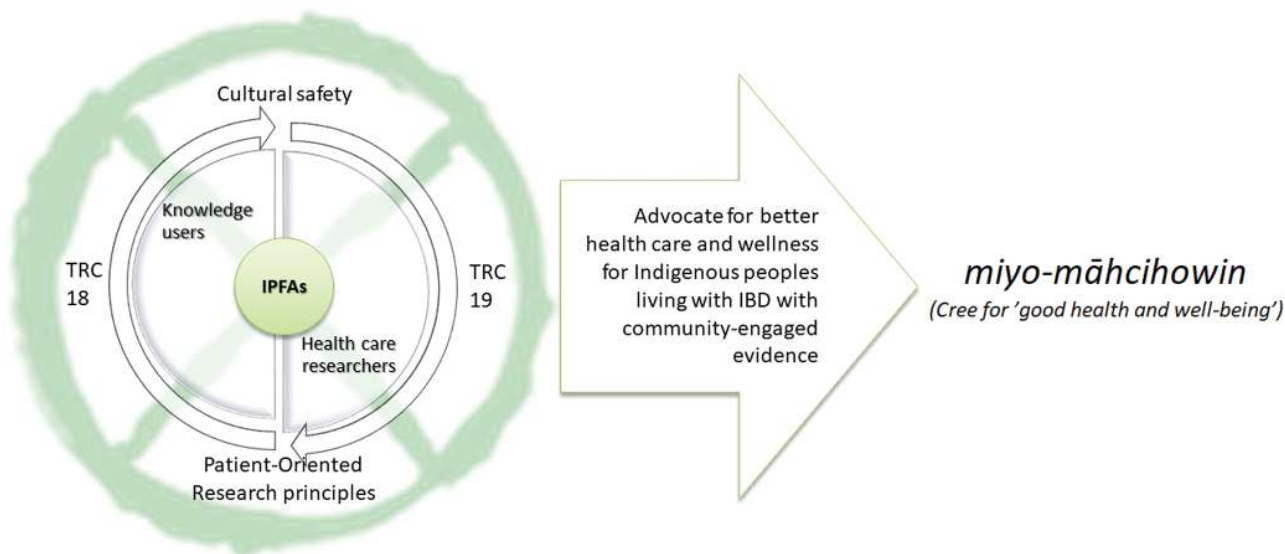 Cultural safety
Knowledge
users
TRC
18
IPFAs
TRC
19
Health care
researchers
Patient-Oriented
Research principles
Advocate for better
health care and wellness
for Indigenous peoples
living with IBD with
community-engaged
evidence
miyo-māhcihowin
(Cree for 'good health and well-being')